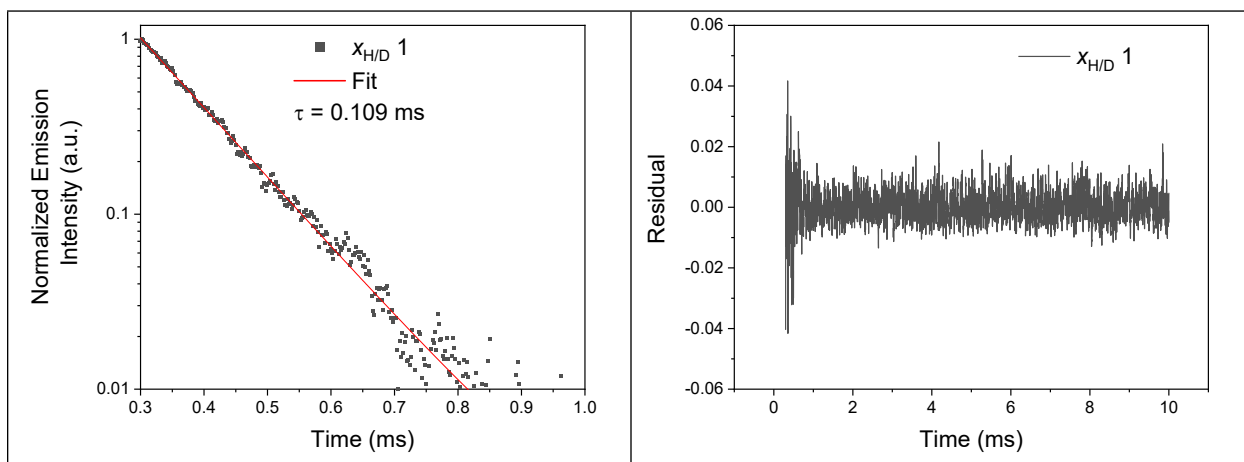 1
0.1
0.01
0.3 0.4 0.5 0.6 0.7 0.8 0.9 1.0
Normalized Emission
Intensity (a.u.)
Time (ms)
xH/D 1
Fit
τ = 0.109 ms
0.06
0.04
0.02
0.00
-0.02
-0.04
-0.06
0 2 4 6 8 10
Residual
Time (ms)
xH/D 1